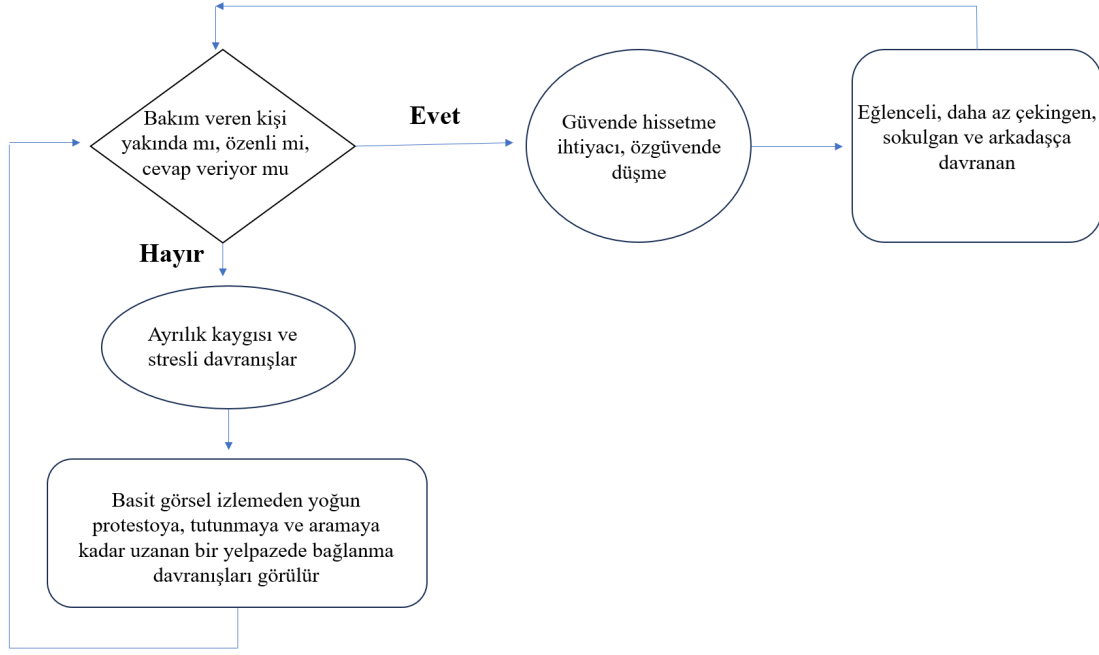 Bakım veren kişi
yakında mı, özenli mi,
cevap veriyor mu
Evet
Güvende hissetme
ihtiyacı, özgüvende
düşme
Eğlenceli, daha az çekingen,
sokulgan ve arkadaşça
davranan
Hayır
Ayrılık kaygısı ve
stresli davranışlar
Basit görsel izlemeden yoğun
protestoya, tutunmaya ve aramaya
kadar uzanan bir yelpazede bağlanma
davranışları görülür